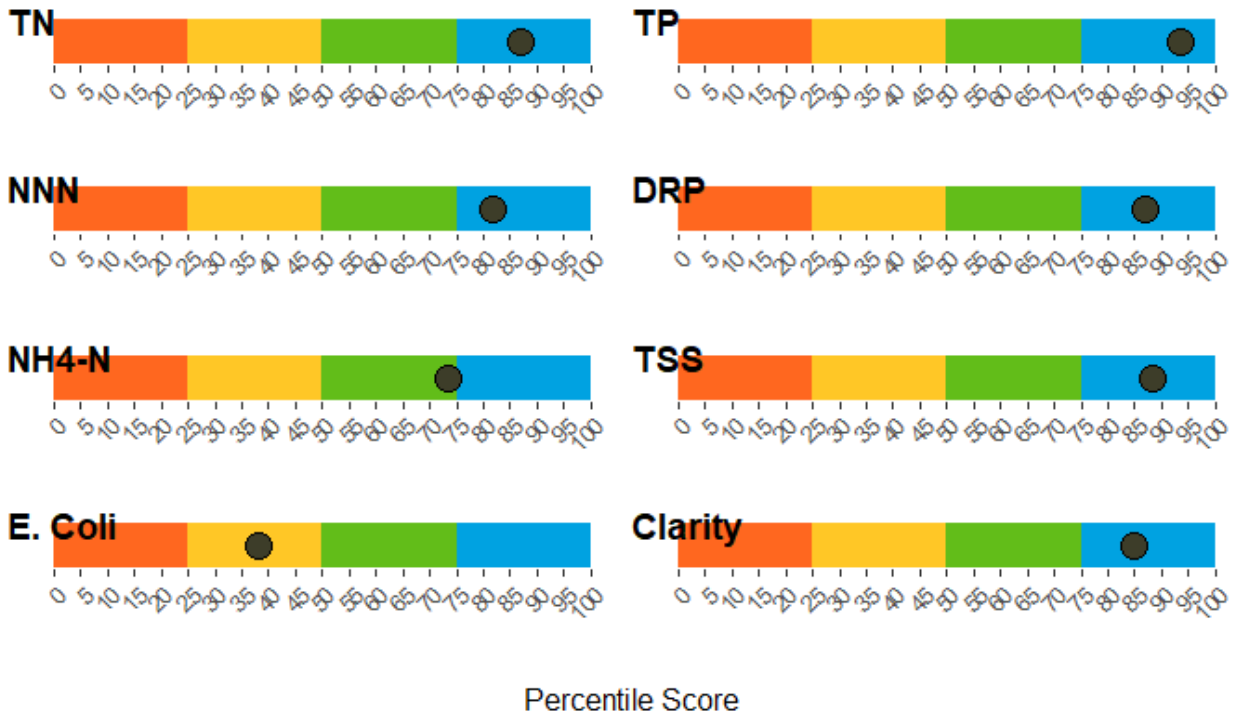 TN
0 5 10 15 20 25 30 35 40 45 50 55 60 65 70 75 80 85 90 95 100
TP
0 5 10 15 20 25 30 35 40 45 50 55 60 65 70 75 80 85 90 95 100
NNN
0 5 10 15 20 25 30 35 40 45 50 55 60 65 70 75 80 85 90 95 100
DRP
0 5 10 15 20 25 30 35 40 45 50 55 60 65 70 75 80 85 90 95 100
NH4-N
0 5 10 15 20 25 30 35 40 45 50 55 60 65 70 75 80 85 90 95 100
TSS
0 5 10 15 20 25 30 35 40 45 50 55 60 65 70 75 80 85 90 95 100
E. Coli
0 5 10 15 20 25 30 35 40 45 50 55 60 65 70 75 80 85 90 95 100
Clarity
0 5 10 15 20 25 30 35 40 45 50 55 60 65 70 75 80 85 90 95 100
Percentile Score